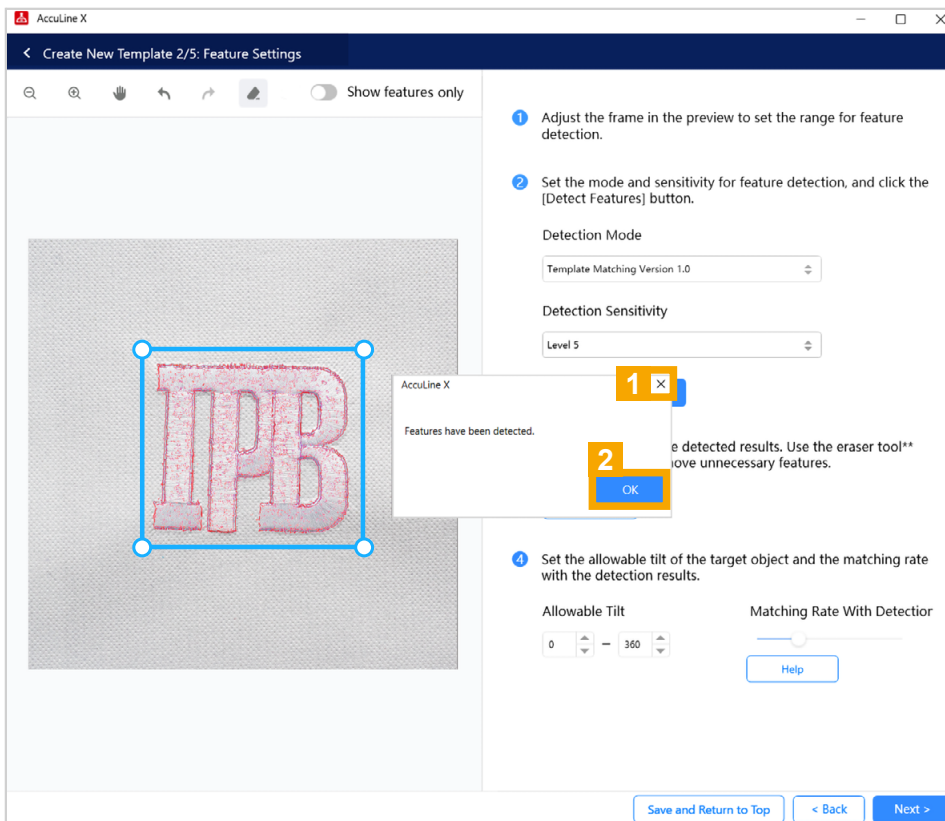 AccuLine X
Create New Template 2/5: Feature Settings
Show features only
IPB
1 Adjust the frame in the preview to set the range for feature
detection.
2 Set the mode and sensitivity for feature detection, and click the
[Detect Features] button.
Detection Mode
Template Matching Version 1.0
Detection Sensitivity
Level 5
AccuLine X
1
Features have been detected.
2
OK
detected results. Use the eraser tool**
unnecessary features.
4 Set the allowable tilt of the target object and the matching rate
with the detection results.
Allowable Tilt
Matching Rate With Detection
0 – 360
Help
Save and Return to Top
< Back
Next >